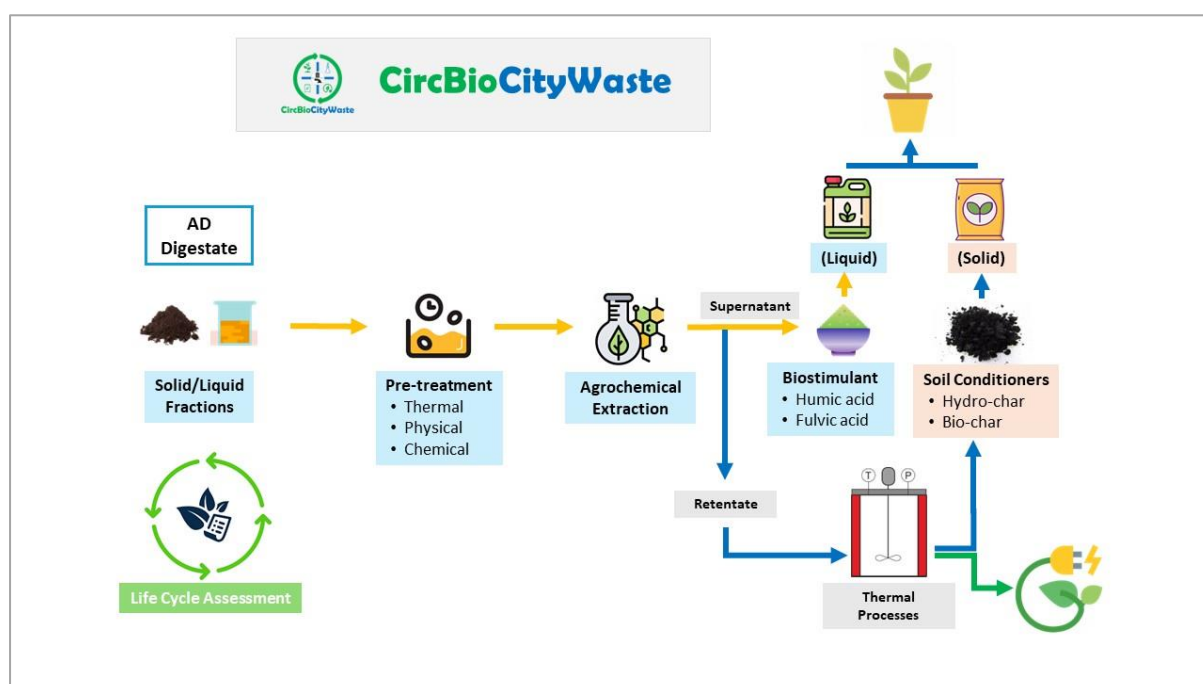 CircBioCityWaste
CircBioCityWaste
AD
Digestate
Solid/Liquid
Fractions
Pre-treatment
• Thermal
• Physical
• Chemical
Agrochemical
Extraction
Supernatant
(Liquid)
(Solid)
Biostimulant
• Humic acid
• Fulvic acid
Soil Conditioners
• Hydro-char
• Bio-char
Retentate
T
P
Thermal
Processes
Life Cycle Assessment